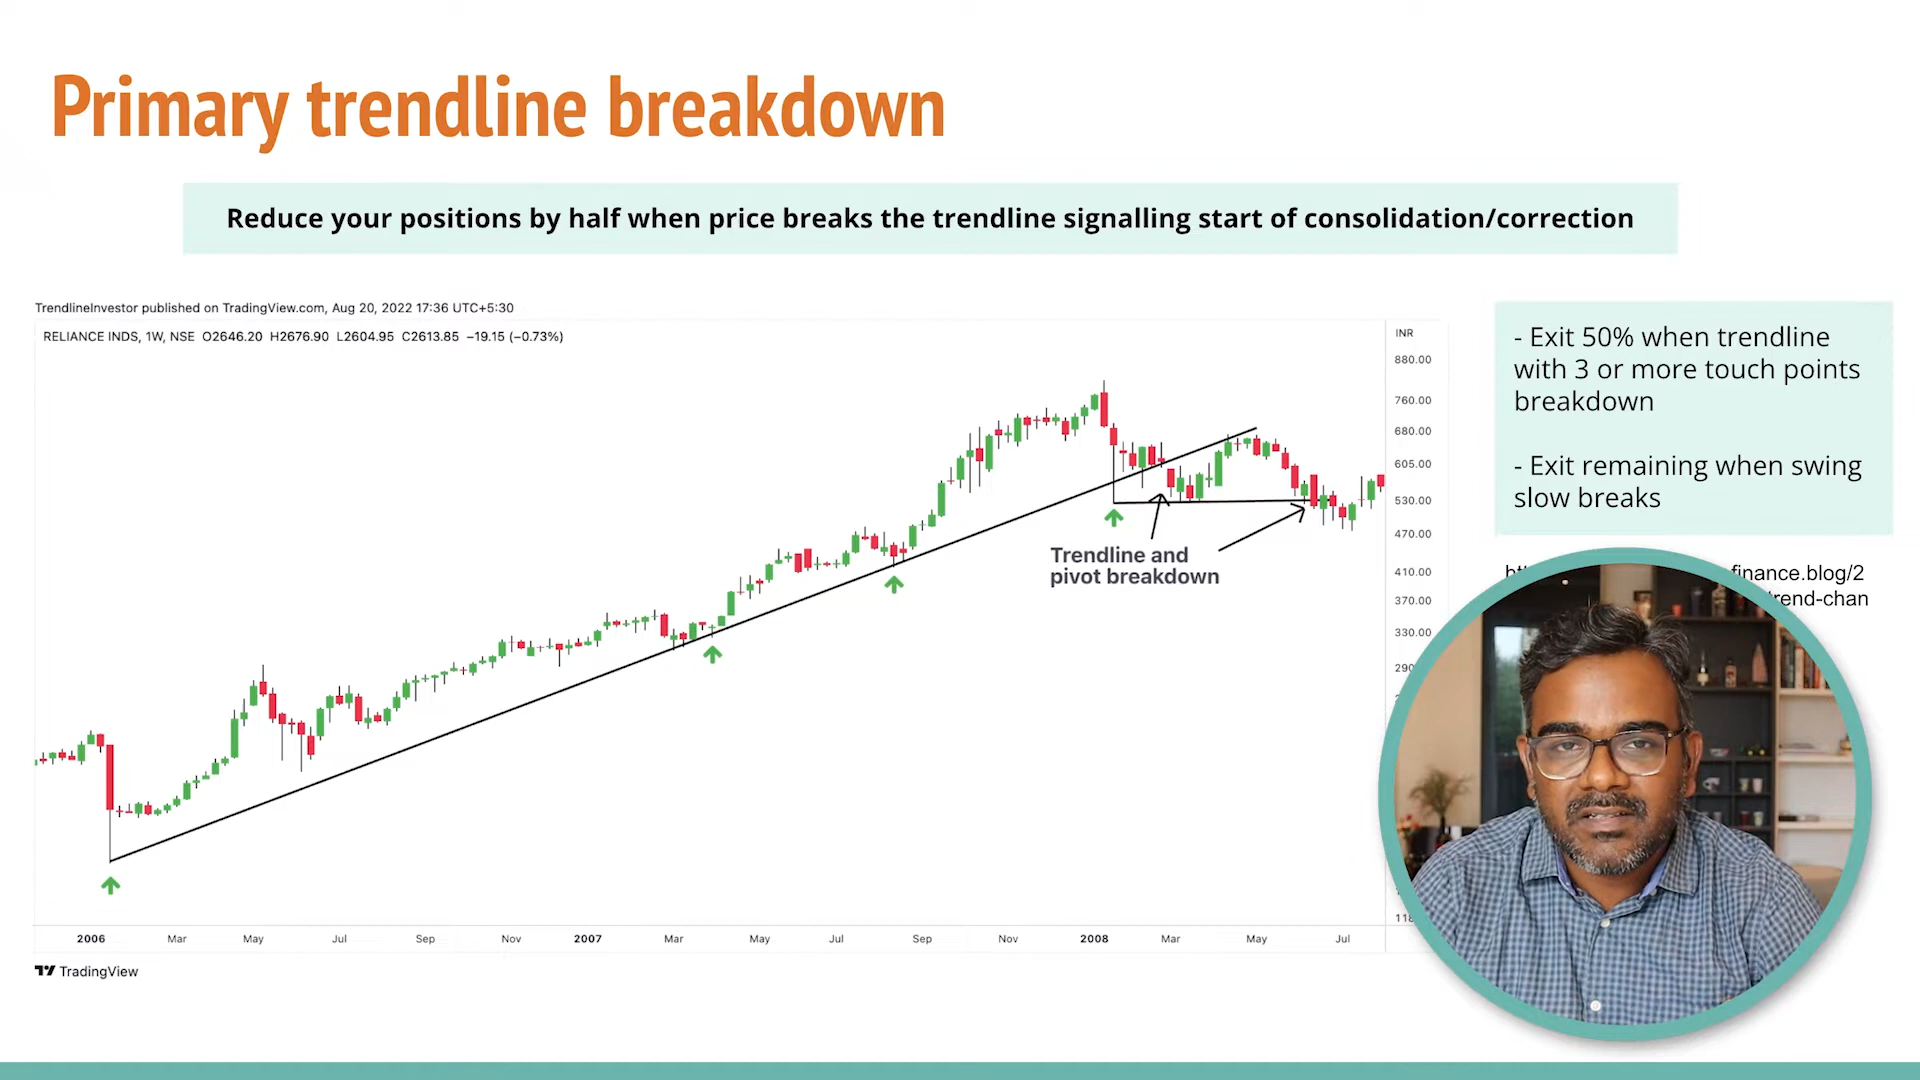 Primary trendline breakdown
Reduce your positions by half when price breaks the trendline signalling start of consolidation/correction
TrendlineInvestor published on TradingView.com, Aug 20, 2022 17:36 UTC+5:30
RELIANCE INDS, 1W, NSE O2646.20 H2676.90 L2604.95 C2613.85 −19.15 (−0.73%)
INR
880.00
760.00
680.00
605.00
530.00
470.00
410.00
370.00
330.00
290
118
Trendline and
pivot breakdown
2006 Mar May Jul Sep Nov 2007 Mar May Jul Sep Nov 2008 Mar May Jul
TradingView
- Exit 50% when trendline
with 3 or more touch points
breakdown
- Exit remaining when swing
slow breaks
finance.blog/2
trend-chan